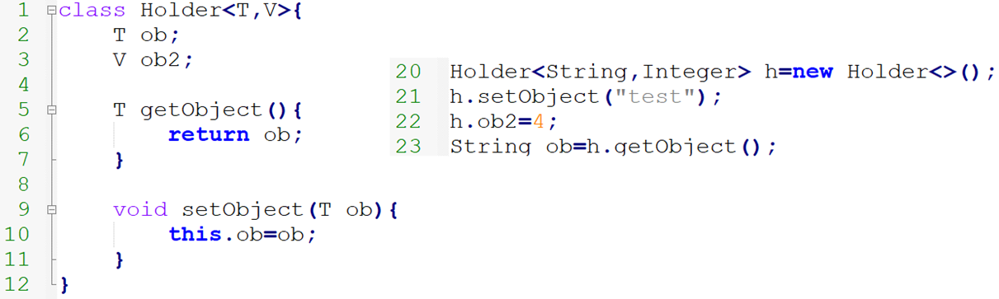 1 class Holder<T,V>{
2 T ob;
3 V ob2;
4
5 T getObject(){
6 return ob;
7 }
8
9 void setObject(T ob){
10 this.ob=ob;
11 }
12 }
20 Holder<String,Integer> h=new Holder<>();
21 h.setObject("test");
22 h.ob2=4;
23 String ob=h.getObject();